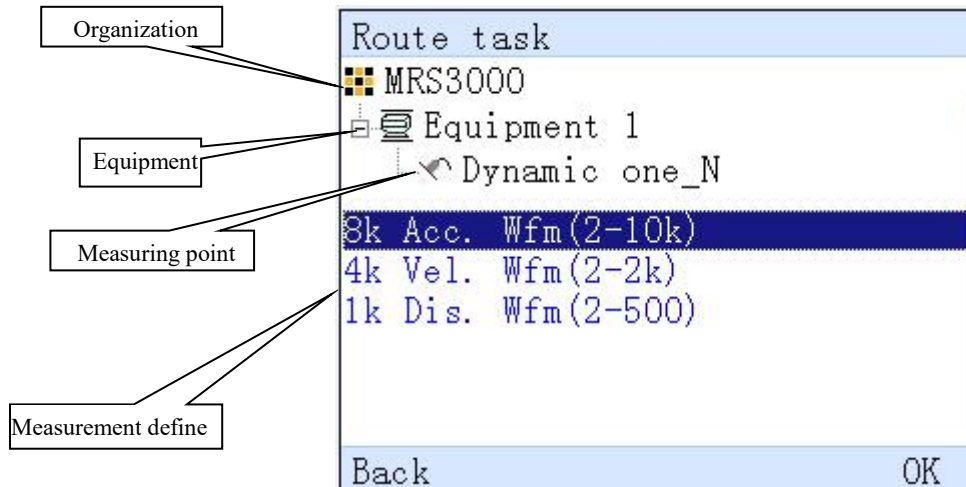 Organization
Equipment
Measuring point
Measurement define
Route task
MRS3000
Equipment 1
Dynamic one_N
8k Acc. Wfm(2-10k)
4k Vel. Wfm(2-2k)
1k Dis. Wfm(2-500)
Back OK